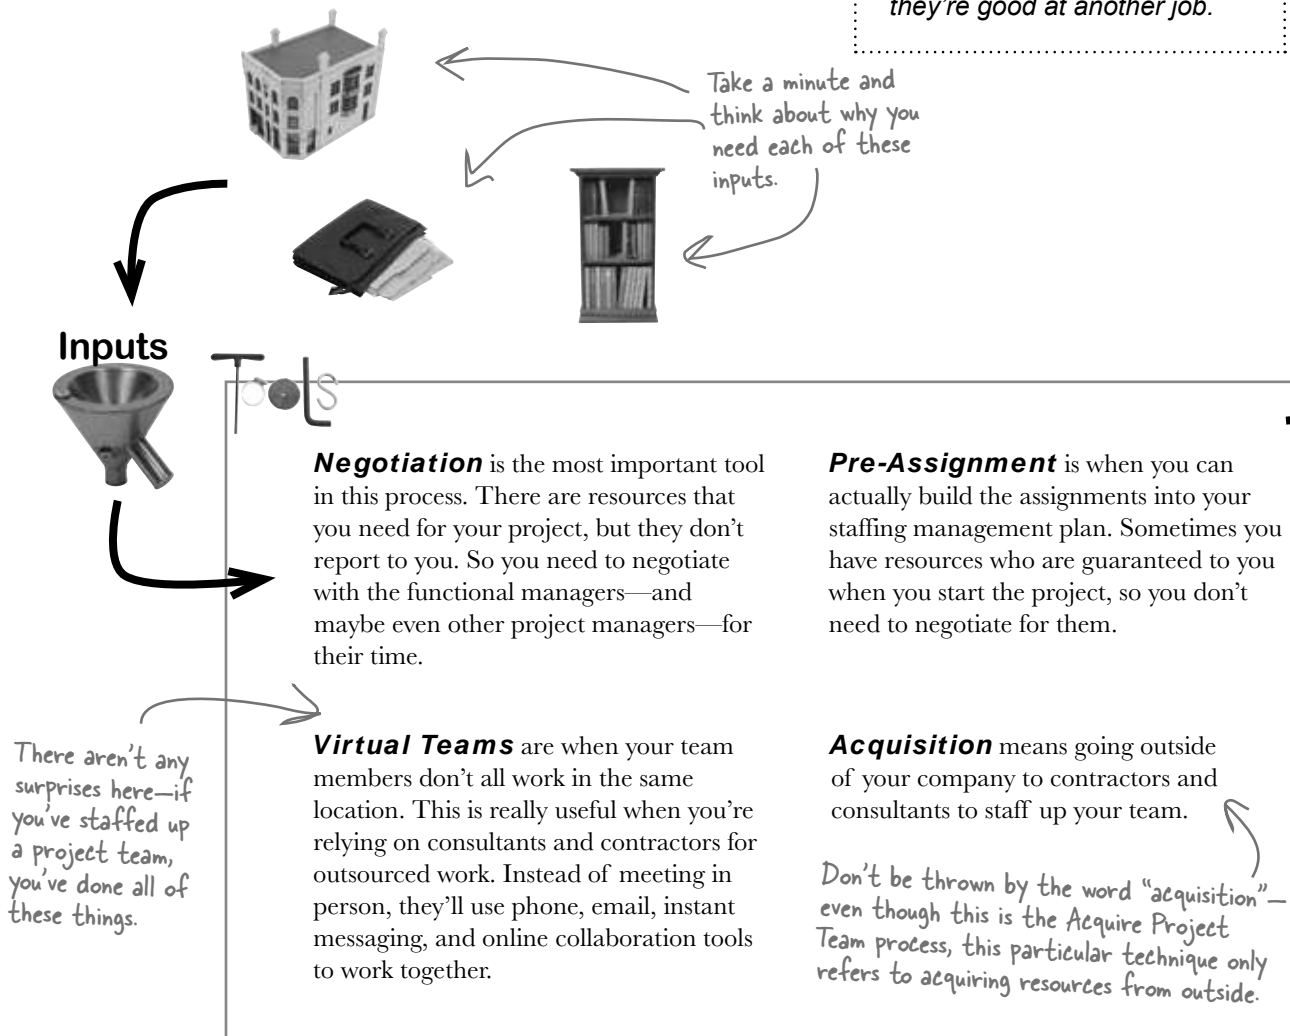 they're good at another job.
Take a minute and
think about why you
need each of these
inputs.
Inputs
Tools
Negotiation is the most important tool
in this process. There are resources that
you need for your project, but they don't
report to you. So you need to negotiate
with the functional managers—and
maybe even other project managers—for
their time.
Pre-Assignment is when you can
actually build the assignments into your
staffing management plan. Sometimes you
have resources who are guaranteed to you
when you start the project, so you don't
need to negotiate for them.
There aren't any
surprises here—if
you've staffed up
a project team,
you've done all of
these things.
Virtual Teams are when your team
members don't all work in the same
location. This is really useful when you're
relying on consultants and contractors for
outsourced work. Instead of meeting in
person, they'll use phone, email, instant
messaging, and online collaboration tools
to work together.
Acquisition means going outside
of your company to contractors and
consultants to staff up your team.
Don't be thrown by the word "acquisition"—
even though this is the Acquire Project
Team process, this particular technique only
refers to acquiring resources from outside.